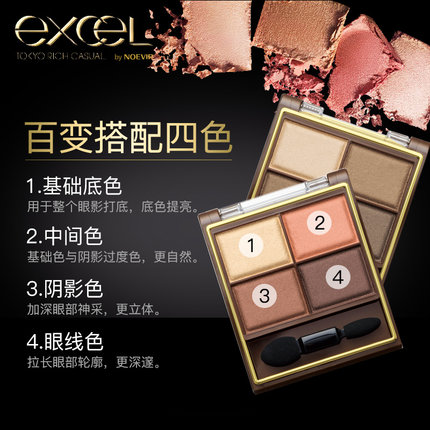 excel
TOKYO RICH CASUAL by NOEVIR
百变搭配四色
1.基础底色
用于整个眼影打底，底色提亮。
2.中间色
基础色与阴影过度色，更自然。
3.阴影色
加深眼部神采，更立体。
4.眼线色
拉长眼部轮廓，更深邃。
1
2
3
4